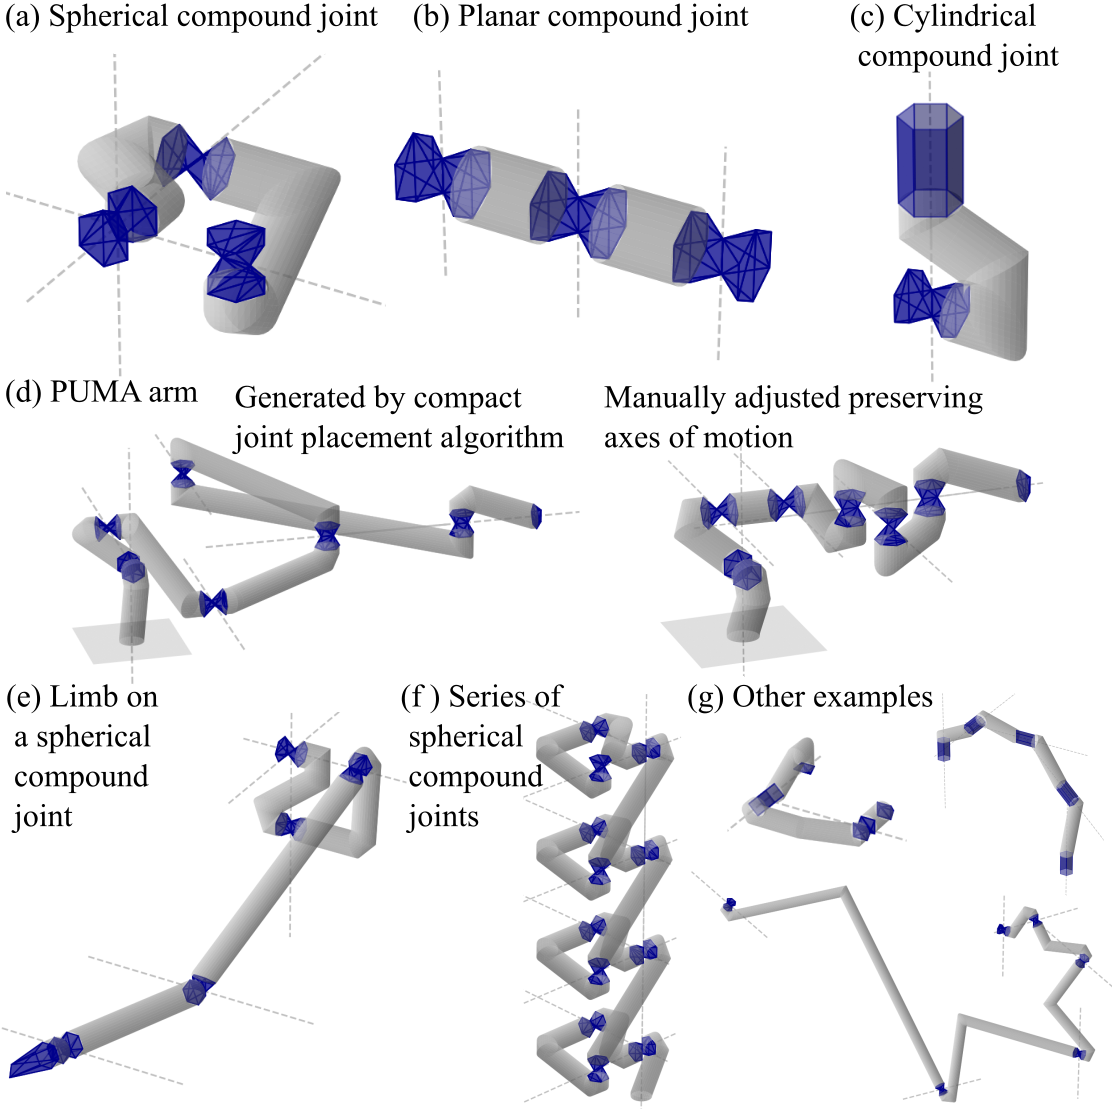 (a) Spherical compound joint
(b) Planar compound joint
(c) Cylindrical
compound joint
(d) PUMA arm
Generated by compact
joint placement algorithm
Manually adjusted preserving
axes of motion
(e) Limb on
a spherical
compound
joint
(f) Series of
spherical
compound
joints
(g) Other examples